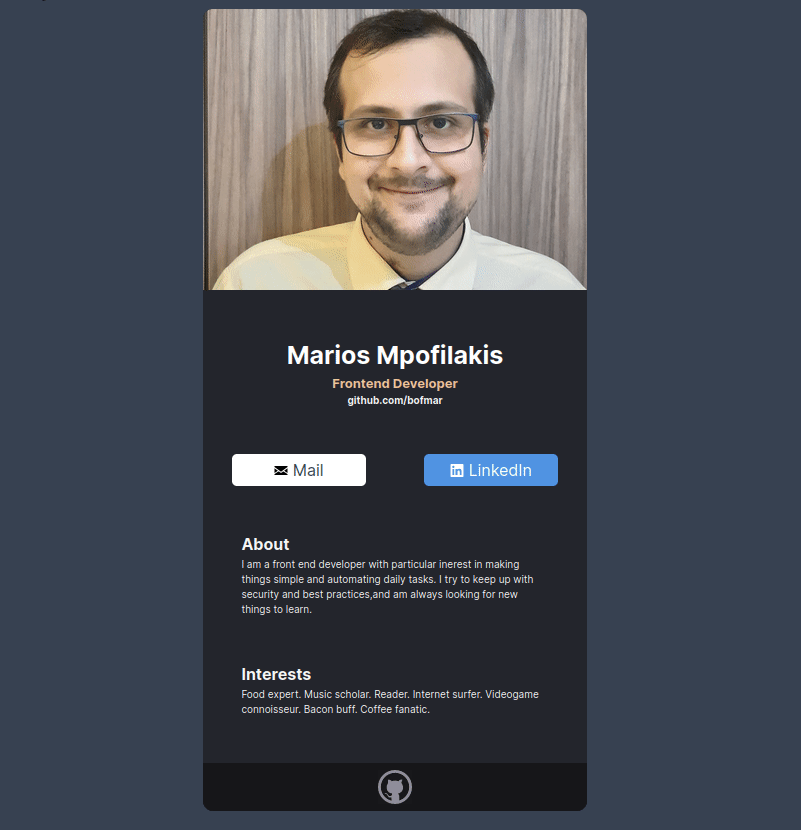 Marios Mpofilakis
Frontend Developer
github.com/bofmar
Mail
LinkedIn
About
I am a front end developer with particular inerest in making
things simple and automating daily tasks. I try to keep up with
security and best practices,and am always looking for new
things to learn.
Interests
Food expert. Music scholar. Reader. Internet surfer. Videogame
connoisseur. Bacon buff. Coffee fanatic.